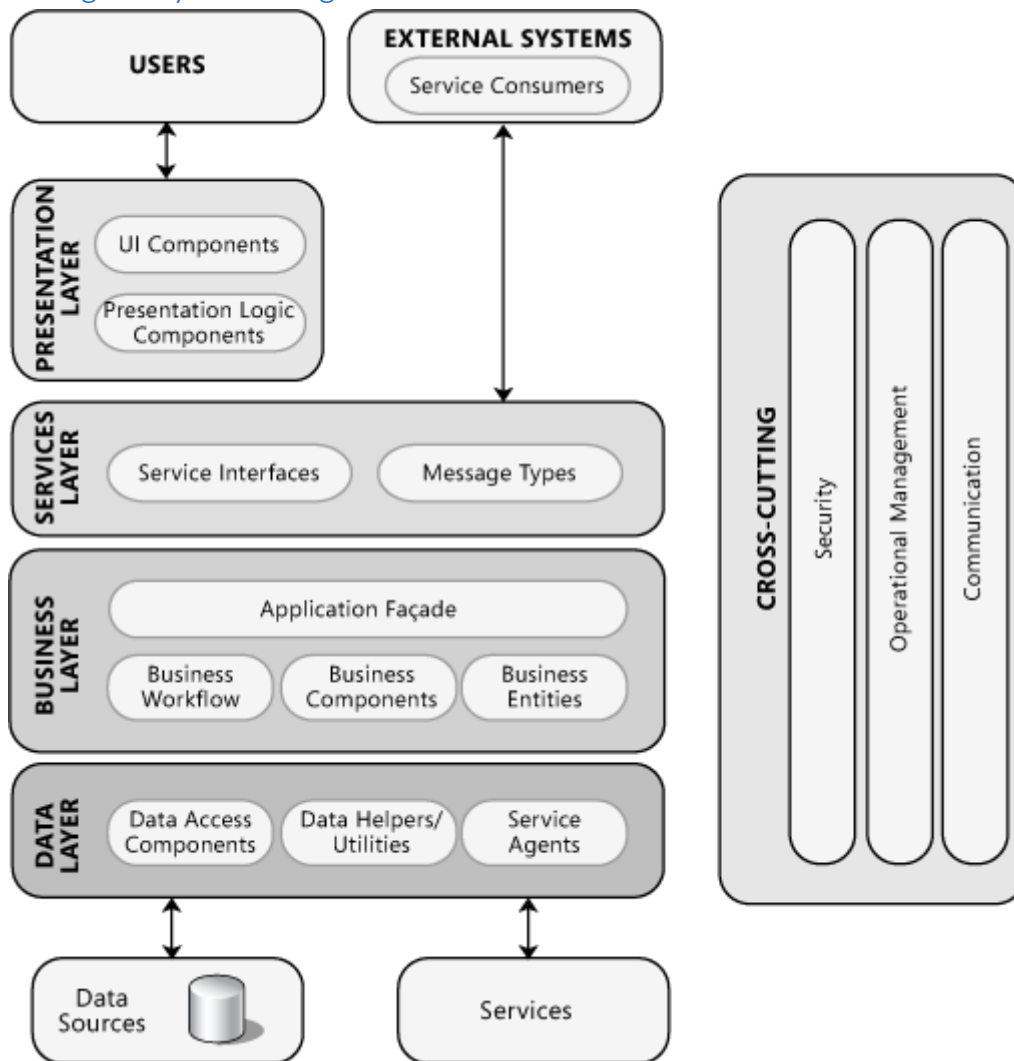 USERS
EXTERNAL SYSTEMS
Service Consumers
PRESENTATION
LAYER
UI Components
Presentation Logic
Components
SERVICES
LAYER
Service Interfaces
Message Types
BUSINESS
LAYER
Application Façade
Business
Workflow
Business
Components
Business
Entities
DATA
LAYER
Data Access
Components
Data Helpers/
Utilities
Service
Agents
Data
Sources
Services
CROSS-CUTTING
Security
Operational Management
Communication